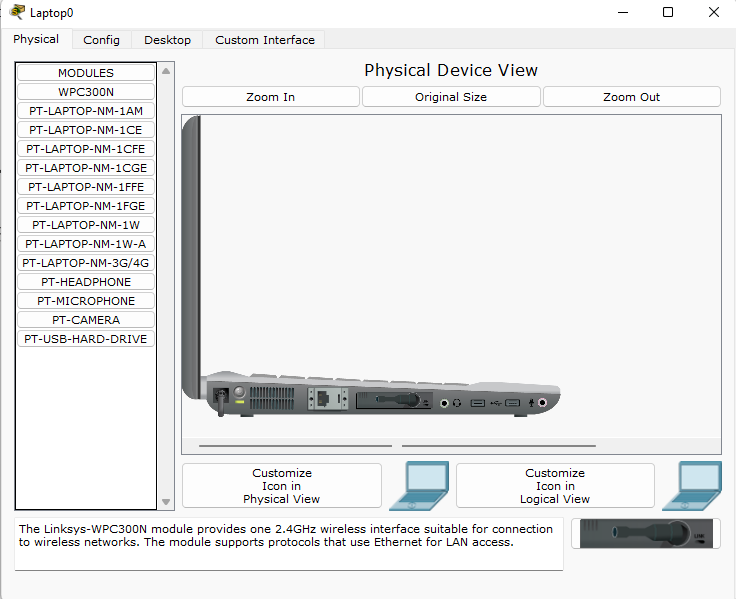 Laptop0
Physical
Config
Desktop
Custom Interface
MODULES
WPC300N
PT-LAPTOP-NM-1AM
PT-LAPTOP-NM-1CE
PT-LAPTOP-NM-1CFE
PT-LAPTOP-NM-1CGE
PT-LAPTOP-NM-1FFE
PT-LAPTOP-NM-1FGE
PT-LAPTOP-NM-1W
PT-LAPTOP-NM-1W-A
PT-LAPTOP-NM-3G/4G
PT-HEADPHONE
PT-MICROPHONE
PT-CAMERA
PT-USB-HARD-DRIVE
Physical Device View
Zoom In
Original Size
Zoom Out
Customize
Icon in
Physical View
Customize
Icon in
Logical View
The Linksys-WPC300N module provides one 2.4GHz wireless interface suitable for connection
to wireless networks. The module supports protocols that use Ethernet for LAN access.